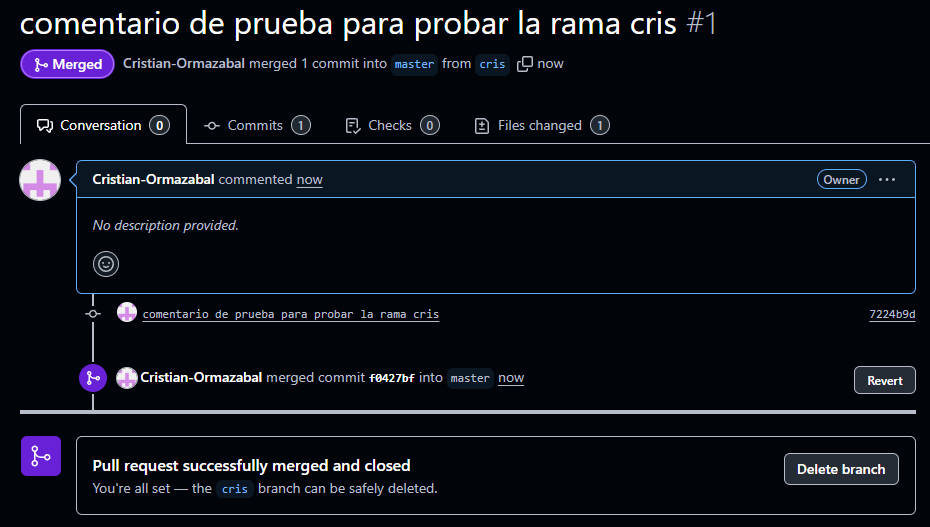 comentario de prueba para probar la rama cris #1
Merged Cristian-Ormazabal merged 1 commit into master from cris now
Conversation 0 Commits 1 Checks 0 Files changed 1
Cristian-Ormazabal commented now Owner
No description provided.
comentario de prueba para probar la rama cris 7224b9d
Cristian-Ormazabal merged commit f0427bf into master now Revert
Pull request successfully merged and closed
You're all set — the cris branch can be safely deleted.
Delete branch